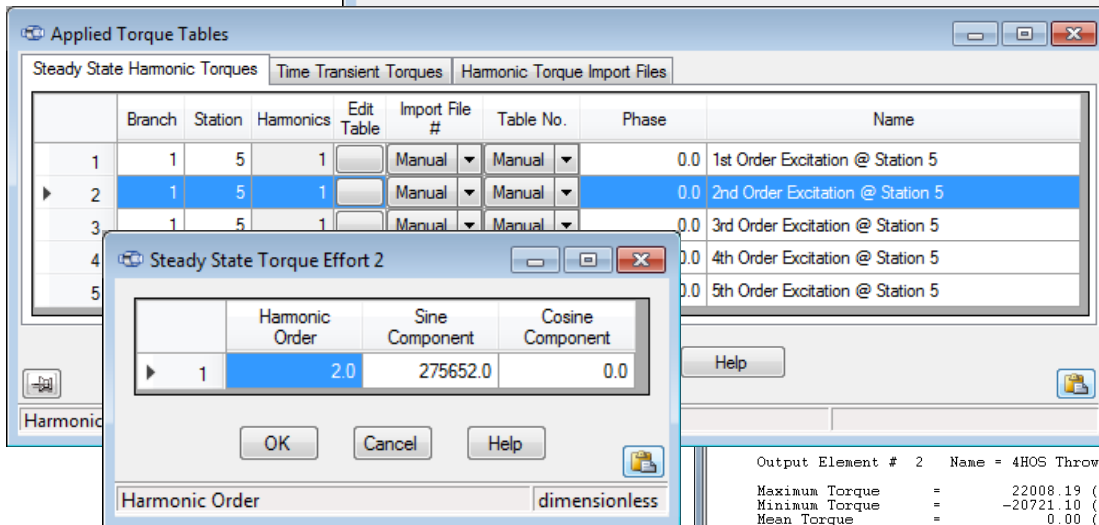 Applied Torque Tables
Steady State Harmonic Torques Time Transient Torques Harmonic Torque Import Files
Branch Station Harmonics Edit Table Import File # Table No. Phase Name
1 1 5 1 Manual Manual 0.0 1st Order Excitation @ Station 5
2 1 5 1 Manual Manual 0.0 2nd Order Excitation @ Station 5
3 1 5 1 Manual Manual 0.0 3rd Order Excitation @ Station 5
4 0.0 4th Order Excitation @ Station 5
5 0.0 5th Order Excitation @ Station 5
Help
Harmonic
Steady State Torque Effort 2
Harmonic Order Sine Component Cosine Component
1 2.0 275652.0 0.0
OK Cancel Help
Harmonic Order dimensionless
Output Element # 2 Name = 4HOS Throw
Maximum Torque = 22008.19 (
Minimum Torque = -20721.10 (
Mean Torque = 0.00 (